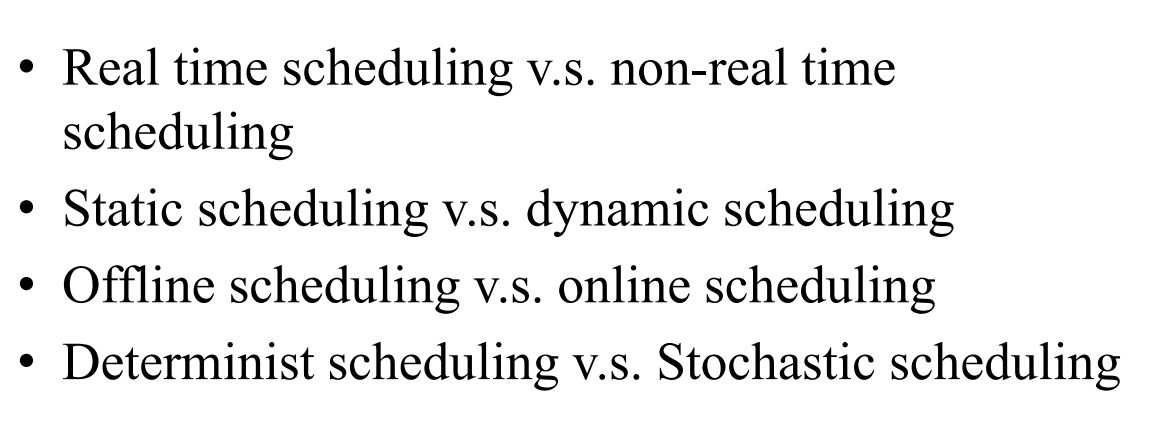 • Real time scheduling v.s. non-real time
scheduling
• Static scheduling v.s. dynamic scheduling
• Offline scheduling v.s. online scheduling
• Determinist scheduling v.s. Stochastic scheduling